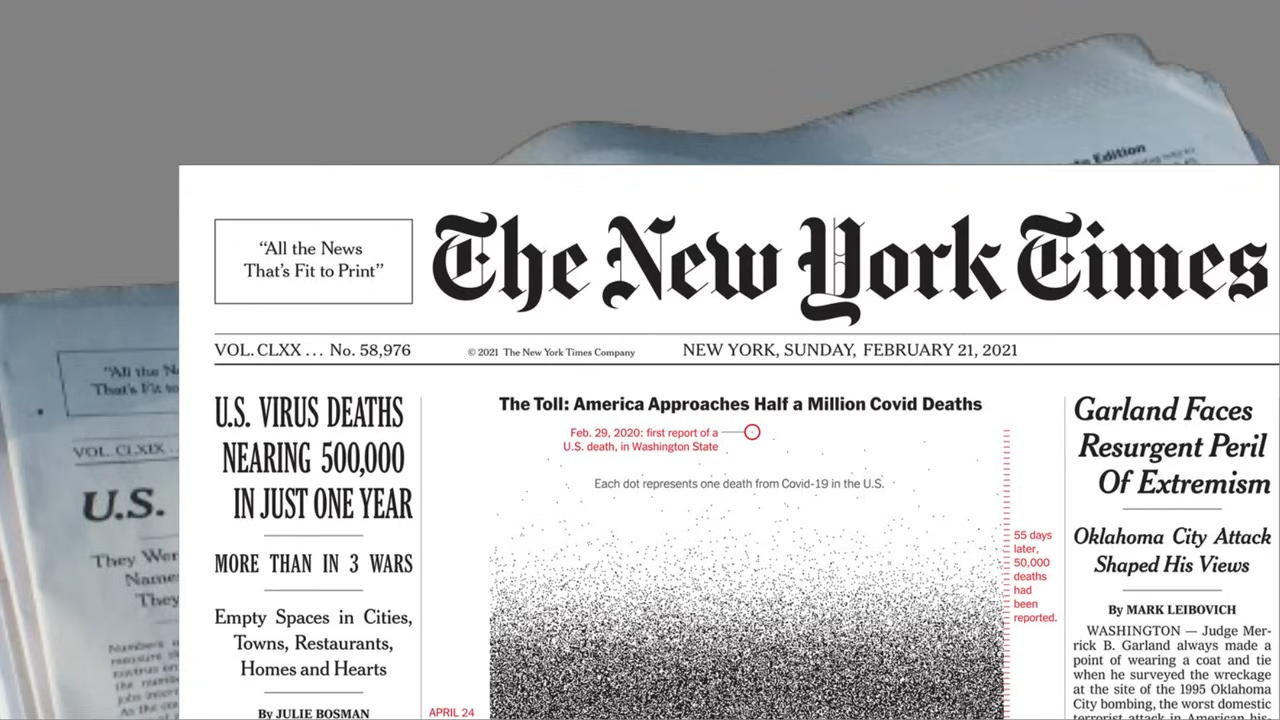 te Edition
"All the News
That's Fit to Print"
The New York Times
VOL. CLXX ... No. 58,976
© 2021 The New York Times Company
NEW YORK, SUNDAY, FEBRUARY 21, 2021
U.S. VIRUS DEATHS
NEARING 500,000
IN JUST ONE YEAR
MORE THAN IN 3 WARS
Empty Spaces in Cities,
Towns, Restaurants,
Homes and Hearts
By JULIE BOSMAN
The Toll: America Approaches Half a Million Covid Deaths
Feb. 29, 2020: first report of a
U.S. death, in Washington State
Each dot represents one death from Covid-19 in the U.S.
55 days
later,
50,000
deaths
had
been
reported.
APRIL 24
Garland Faces
Resurgent Peril
Of Extremism
Oklahoma City Attack
Shaped His Views
By MARK LEIBOVICH
WASHINGTON — Judge Mer-
rick B. Garland always made a
point of wearing a coat and tie
when he surveyed the wreckage
at the site of the 1995 Oklahoma
City bombing, the worst domestic
terrorist attack in American his-
"All the
That's Fit to
VOL. CLXIX ..
U.S.
They Wer
Name
They
Numbers